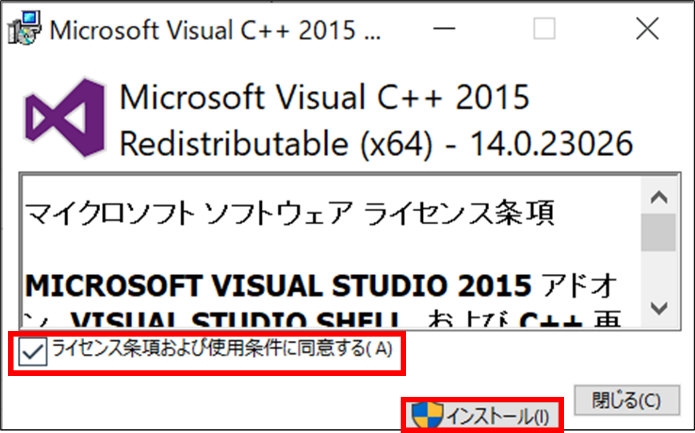 Microsoft Visual C++ 2015 ...
Microsoft Visual C++ 2015
Redistributable (x64) - 14.0.23026
マイクロソフト ソフトウェア ライセンス条項
MICROSOFT VISUAL STUDIO 2015 アドオ
ン、VISUAL STUDIO SHELL、および C++ 再
ライセンス条項および使用条件に同意する(A)
閉じる(C)
インストール(I)